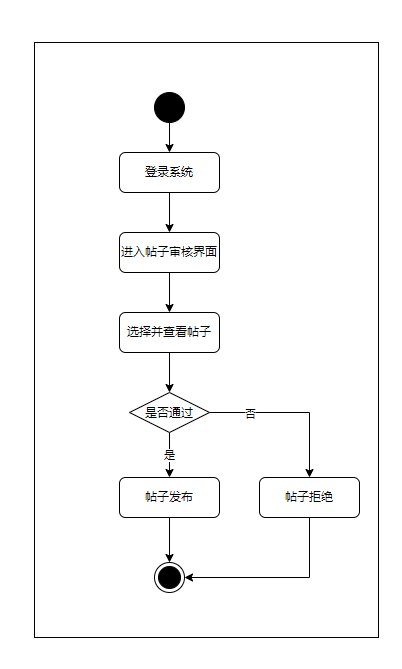 登录系统
进入帖子审核界面
选择并查看帖子
是否通过
否
是
帖子发布
帖子拒绝